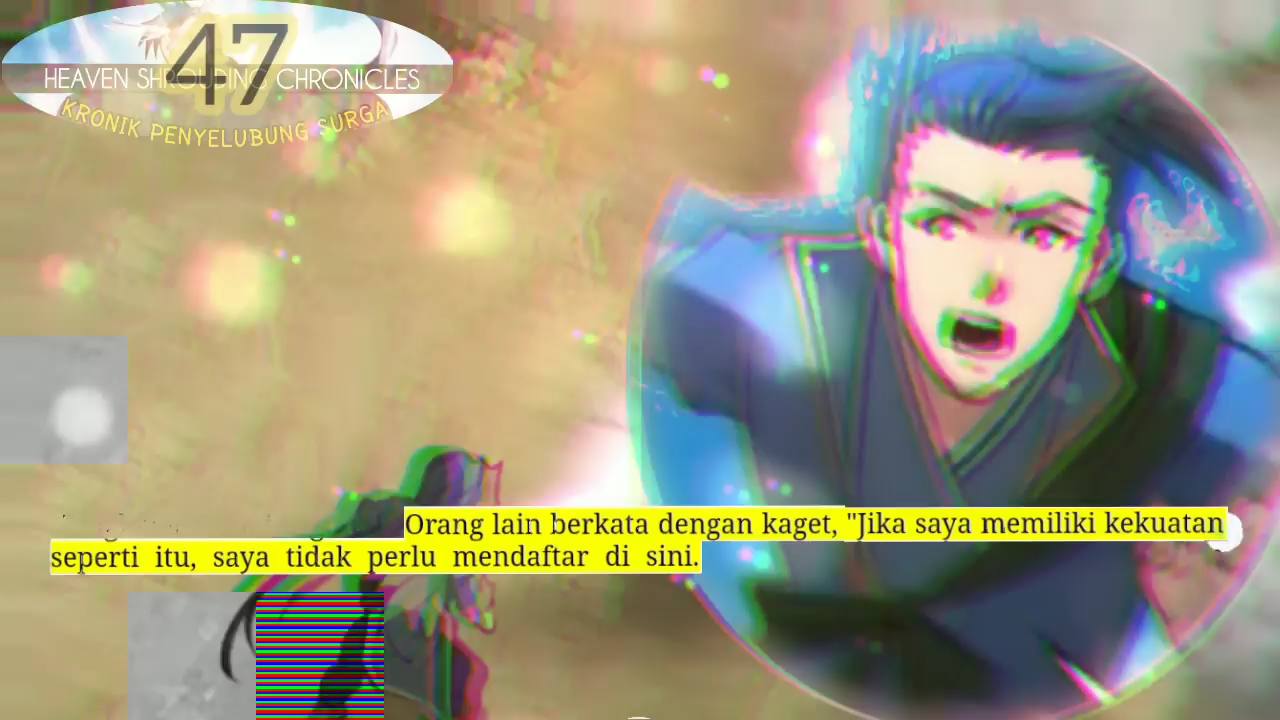 47
HEAVEN SHROUDING CHRONICLES
KRONIK PENYELUBUNG SURGA
Orang lain berkata dengan kaget, "Jika saya memiliki kekuatan
seperti itu, saya tidak perlu mendaftar di sini.